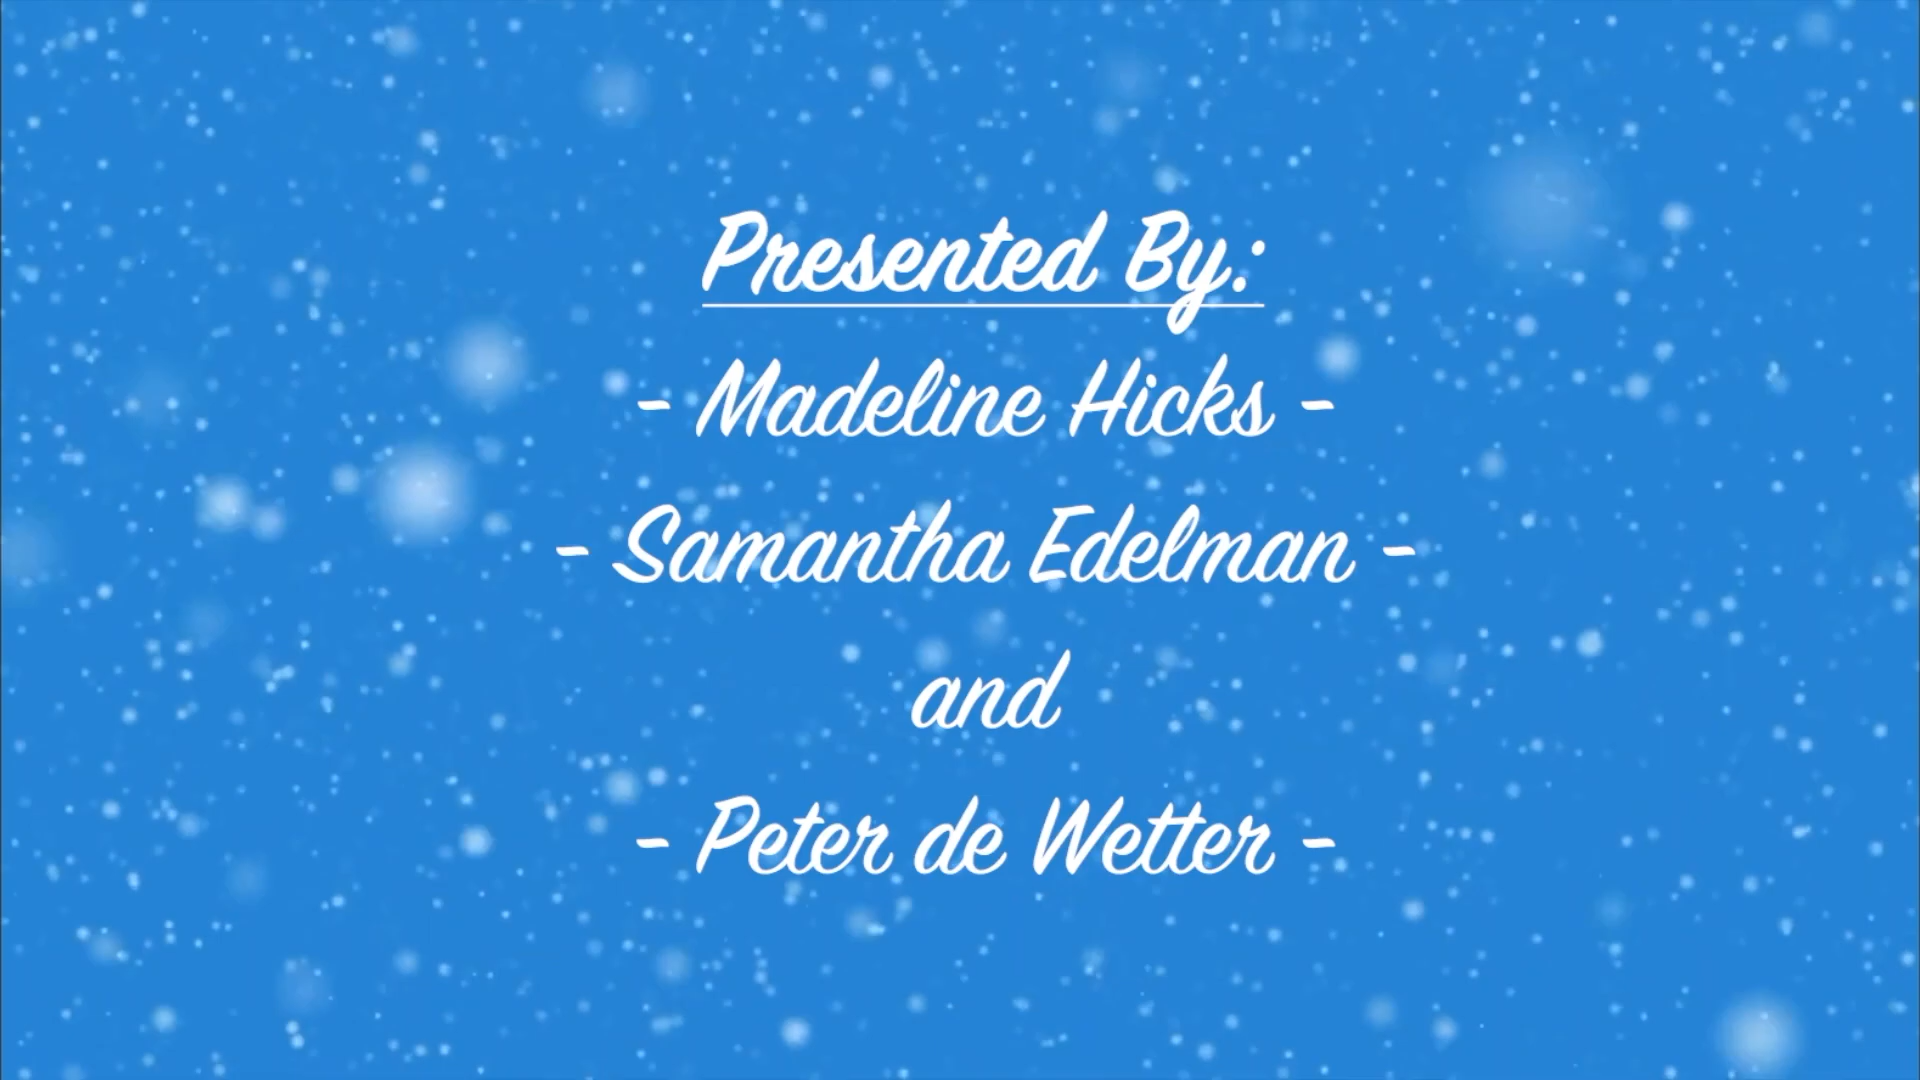 Presented By:
- Madeline Hicks -
- Samantha Edelman -
and
- Peter de Wetter -